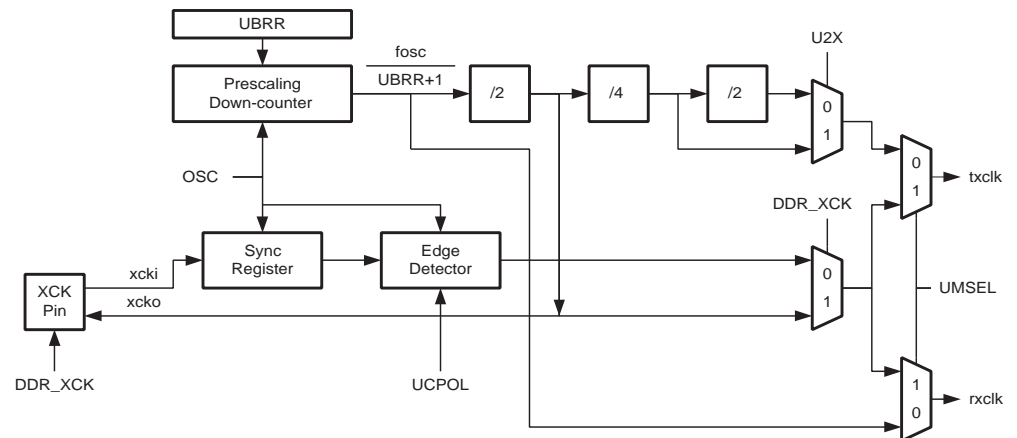 UBRR
U2X
fosc
UBRR+1
Prescaling
Down-counter
/2
/4
/2
0
1
OSC
0
1
txclk
DDR_XCK
Sync
Register
Edge
Detector
xcki
0
1
XCK
Pin
xcko
UMSEL
DDR_XCK
UCPOL
1
0
rxclk